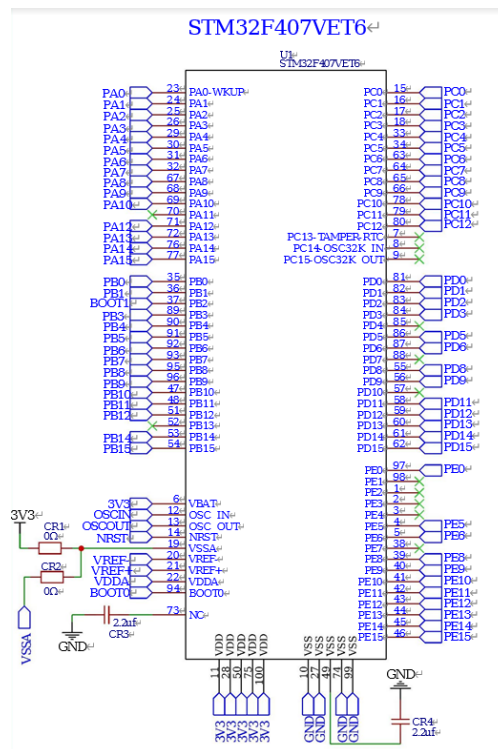 STM32F407VET6
U1
STM32F407VET6
PA0 23 PA0-WKUP PC0 15 PC0
PA1 24 PA1 PC1 16 PC1
PA2 25 PA2 PC2 17 PC2
PA3 26 PA3 PC3 18 PC3
PA4 29 PA4 PC4 33 PC4
PA5 30 PA5 PC5 34 PC5
PA6 31 PA6 PC6 63 PC6
PA7 32 PA7 PC7 64 PC7
PA8 67 PA8 PC8 65 PC8
PA9 68 PA9 PC9 66 PC9
PA10 69 PA10 PC10 78 PC10
70 PA11 PC11 79 PC11
PA12 71 PA12 PC12 80 PC12
PA13 72 PA13 PC13-TAMPER-RTC 7
PA14 76 PA14 PC14-OSC32K IN 8
PA15 77 PA15 PC15-OSC32K OUT 9
PB0 35 PB0 PD0 81 PD0
PB1 36 PB1 PD1 82 PD1
BOOT1 37 PB2 PD2 83 PD2
PB3 89 PB3 PD3 84 PD3
PB4 90 PB4 PD4 85
PB5 91 PB5 PD5 86 PD5
PB6 92 PB6 PD6 87 PD6
PB7 93 PB7 PD7 88
PB8 95 PB8 PD8 55 PD8
PB9 96 PB9 PD9 56 PD9
PB10 47 PB10 PD10 57
PB11 48 PB11 PD11 58 PD11
PB12 51 PB12 PD12 59 PD12
52 PB13 PD13 60 PD13
PB14 53 PB14 PD14 61 PD14
PB15 54 PB15 PD15 62 PD15
PE0 97 PE0
PE1 98
PE2 1
PE3 2
3V3 6 VBAT PE4 3
OSCIN 12 OSC IN PE5 4 PE5
OSCOUT 13 OSC OUT PE6 5 PE6
NRST 14 NRST PE7 38
3V3 CR1 0Ω 19 VSSA PE8 39 PE8
VREF- 20 VREF- PE9 40 PE9
VREF+ 21 VREF+ PE10 41 PE10
VDDA 22 VDDA PE11 42 PE11
BOOT0 94 BOOT0 PE12 43 PE12
CR2 0Ω PE13 44 PE13
73 NC PE14 45 PE14
PE15 46 PE15
VSSA
2.2uf
CR3
GND
VDD VDD VDD VDD VDD VSS VSS VSS VSS VSS
11 28 50 75 100 10 27 49 74 99
3V3 3V3 3V3 3V3 3V3 GND GND GND GND
GND
CR4
2.2uf